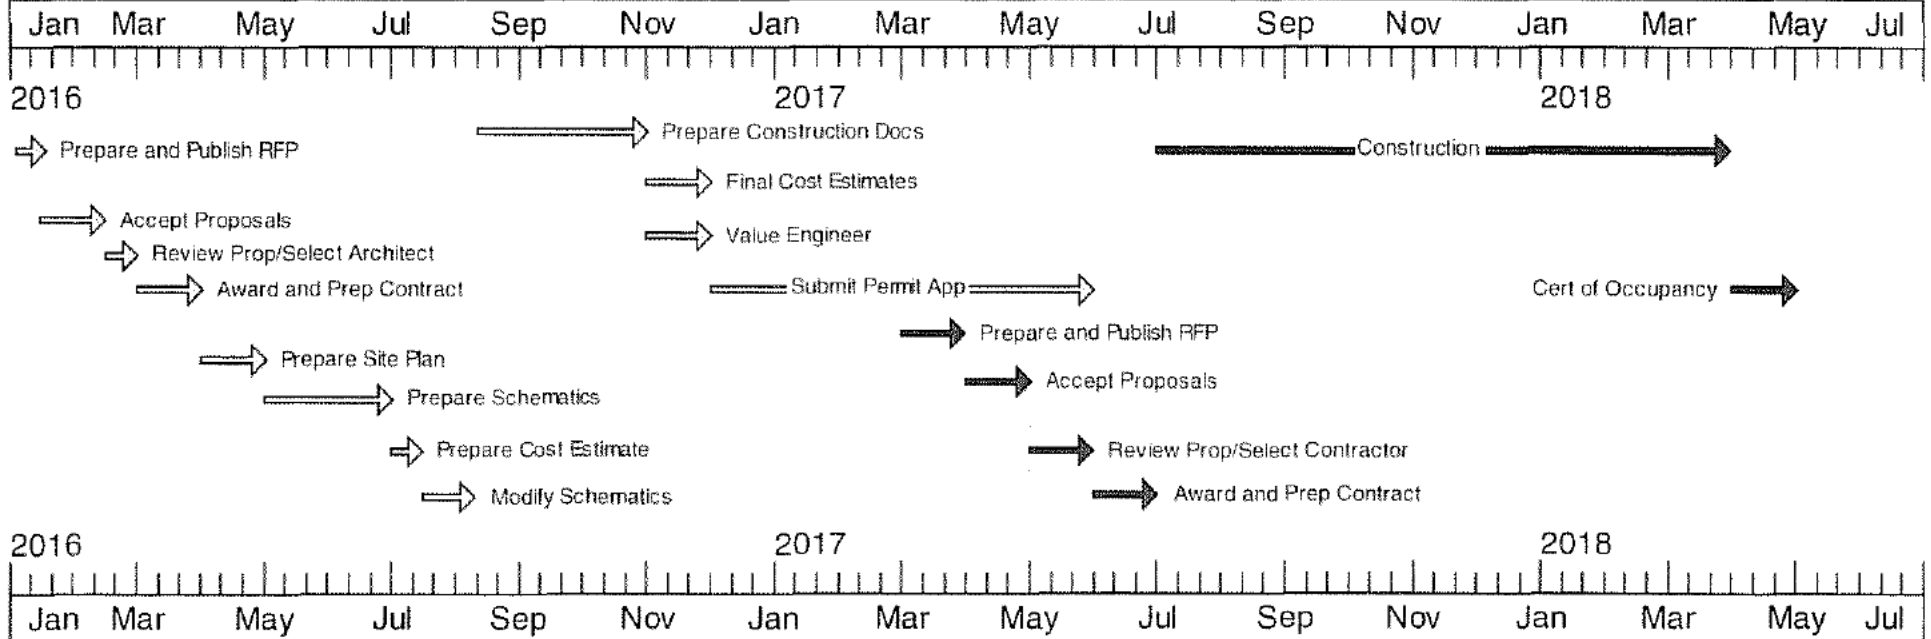 Jan Mar May Jul Sep Nov Jan Mar May Jul Sep Nov Jan Mar May Jul
2016 2017 2018
Prepare Construction Docs
Prepare and Publish RFP
Construction
Final Cost Estimates
Accept Proposals
Value Engineer
Review Prop/Select Architect
Award and Prep Contract
Submit Permit App
Cert of Occupancy
Prepare and Publish RFP
Prepare Site Plan
Accept Proposals
Prepare Schematics
Prepare Cost Estimate
Review Prop/Select Contractor
Modify Schematics
Award and Prep Contract
2016 2017 2018
Jan Mar May Jul Sep Nov Jan Mar May Jul Sep Nov Jan Mar May Jul